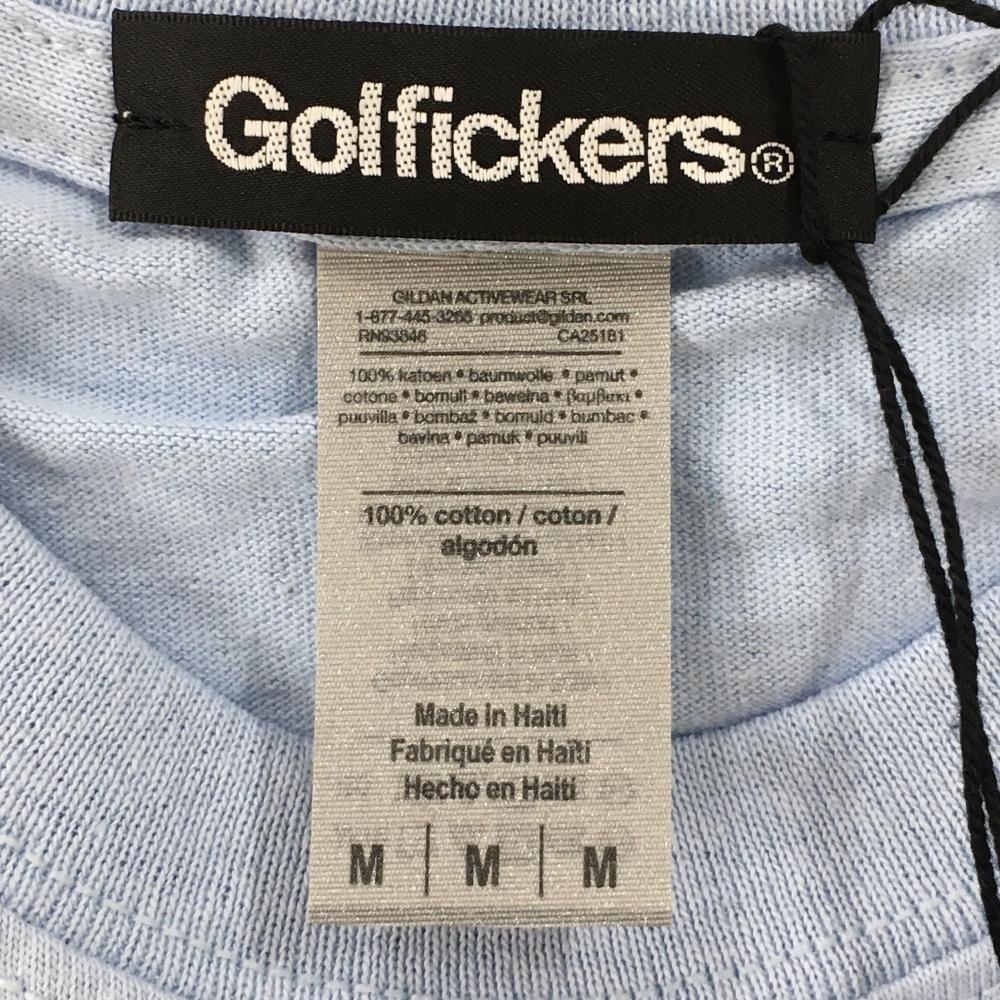 Golfickers®
GILDAN ACTIVEWEAR SRL
1-877-445-3265 product@gildan.com
RN93846 CA25181
100% katoen • baumwolle • pamut •
cotone • bomull • bawełna • βαμβακι •
puuvilla • bombaž • bomuld • bumbac •
bavlna • pamuk • puuvill
100% cotton / coton /
algodón
Made in Haiti
Fabriqué en Haïti
Hecho en Haiti
M | M | M